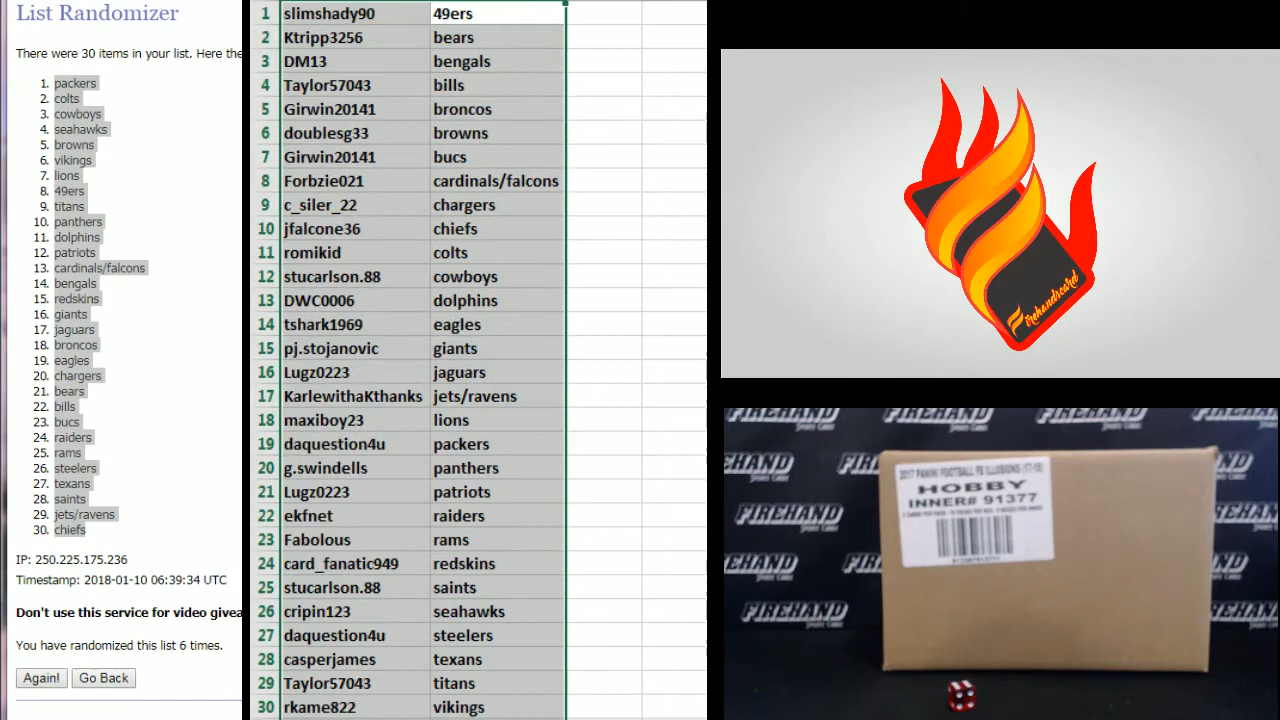 List Randomizer
There were 30 items in your list. Here the
1. packers
2. colts
3. cowboys
4. seahawks
5. browns
6. vikings
7. lions
8. 49ers
9. titans
10. panthers
11. dolphins
12. patriots
13. cardinals/falcons
14. bengals
15. redskins
16. giants
17. jaguars
18. broncos
19. eagles
20. chargers
21. bears
22. bills
23. bucs
24. raiders
25. rams
26. steelers
27. texans
28. saints
29. jets/ravens
30. chiefs
IP: 250.225.175.236
Timestamp: 2018-01-10 06:39:34 UTC
Don't use this service for video givea
You have randomized this list 6 times.
Again! Go Back
1 slimshady90 49ers
2 Ktripp3256 bears
3 DM13 bengals
4 Taylor57043 bills
5 Girwin20141 broncos
6 doublesg33 browns
7 Girwin20141 bucs
8 Forbzie021 cardinals/falcons
9 c_siler_22 chargers
10 jfalcone36 chiefs
11 romikid colts
12 stucarlson.88 cowboys
13 DWC0006 dolphins
14 tshark1969 eagles
15 pj.stojanovic giants
16 Lugz0223 jaguars
17 KarlewithaKthanks jets/ravens
18 maxiboy23 lions
19 daquestion4u packers
20 g.swindells panthers
21 Lugz0223 patriots
22 ekfnet raiders
23 Fabolous rams
24 card_fanatic949 redskins
25 stucarlson.88 saints
26 cripin123 seahawks
27 daquestion4u steelers
28 casperjames texans
29 Taylor57043 titans
30 rkame822 vikings
Firehandscard
FIREHAND
2017 PANINI FOOTBALL FB ILLUSIONS (17-18)
HOBBY
INNER# 91377